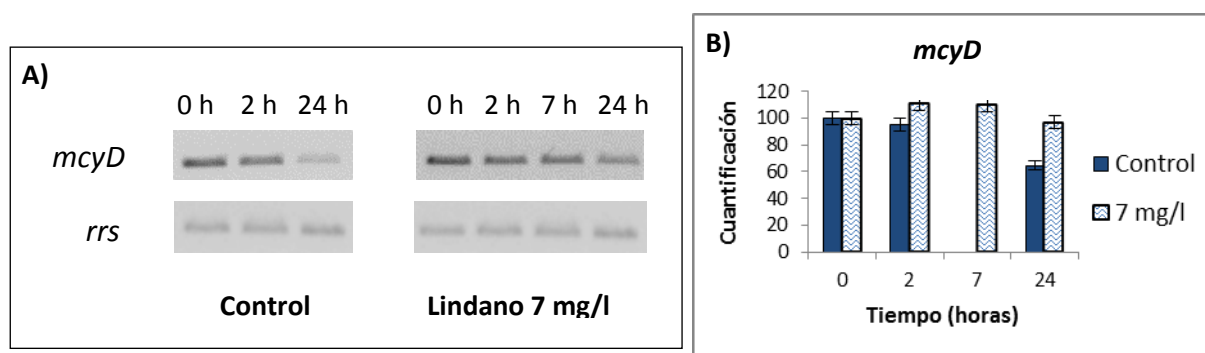 A)
0 h 2 h 24 h
0 h 2 h 7 h 24 h
mcyD
rrs
Control
Lindano 7 mg/l
B)
mcyD
120
100
80
60
40
20
0
Cuantificación
0 2 7 24
Tiempo (horas)
Control
7 mg/l